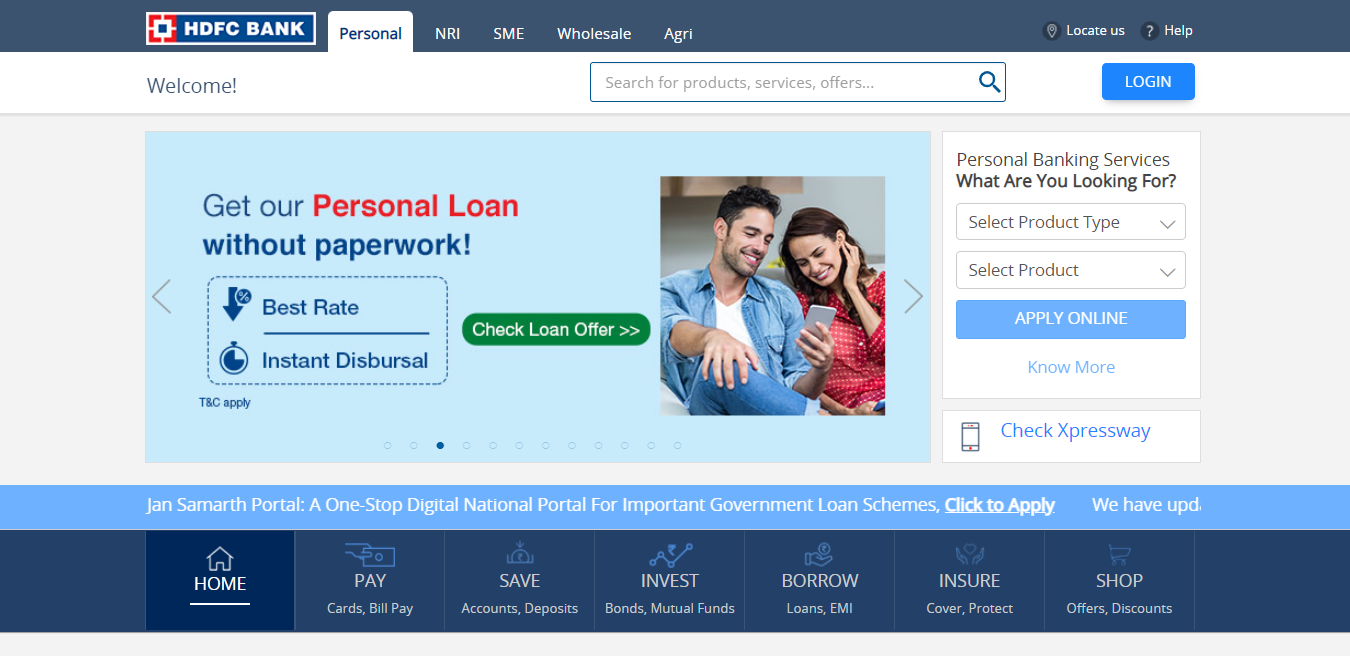 HDFC BANK
Personal NRI SME Wholesale Agri
Locate us ? Help
Welcome!
Search for products, services, offers...
LOGIN
Get our Personal Loan
without paperwork!
% Best Rate
Instant Disbursal
Check Loan Offer >>
T&C apply
Personal Banking Services
What Are You Looking For?
Select Product Type
Select Product
APPLY ONLINE
Know More
Check Xpressway
Jan Samarth Portal: A One-Stop Digital National Portal For Important Government Loan Schemes, Click to Apply We have upda
HOME
PAY
Cards, Bill Pay
SAVE
Accounts, Deposits
INVEST
Bonds, Mutual Funds
BORROW
Loans, EMI
INSURE
Cover, Protect
SHOP
Offers, Discounts